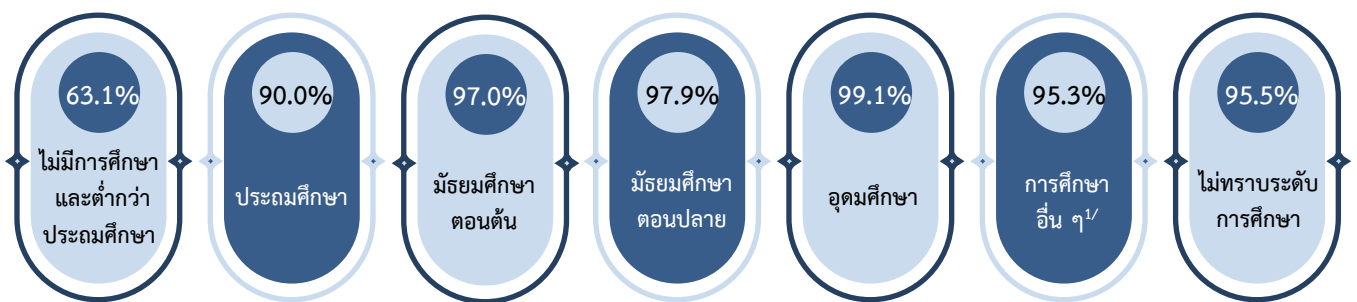 63.1%
ไม่มีการศึกษา
และต่ำกว่า
ประถมศึกษา
90.0%
ประถมศึกษา
97.0%
มัธยมศึกษา
ตอนต้น
97.9%
มัธยมศึกษา
ตอนปลาย
99.1%
อุดมศึกษา
95.3%
การศึกษา
อื่น ๆ1/
95.5%
ไม่ทราบระดับ
การศึกษา